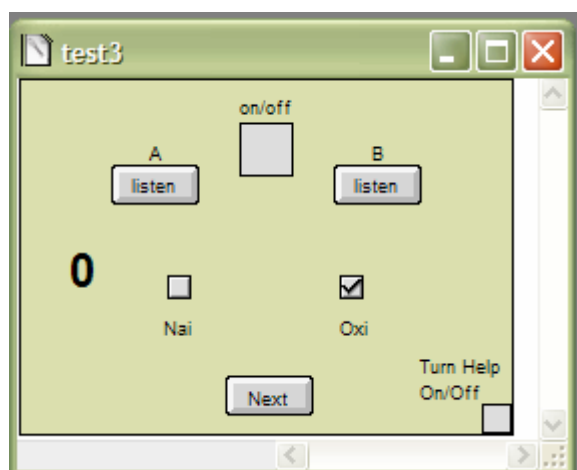 test3
on/off
A
B
listen
listen
0
Nai
Oxi
Turn Help
On/Off
Next